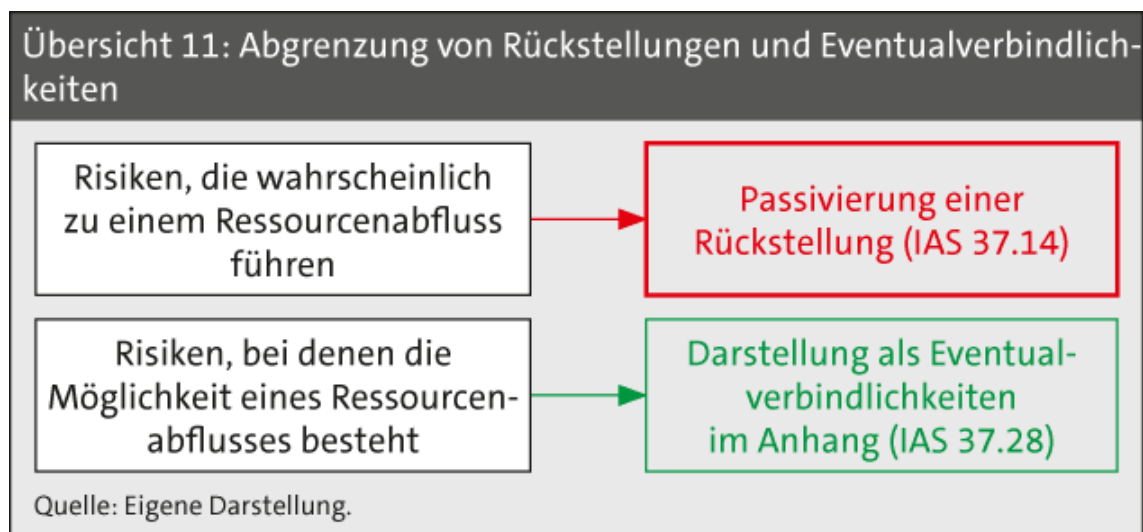 Übersicht 11: Abgrenzung von Rückstellungen und Eventualverbindlich-
keiten
Risiken, die wahrscheinlich
zu einem Ressourcenabfluss
führen
Passivierung einer
Rückstellung (IAS 37.14)
Risiken, bei denen die
Möglichkeit eines Ressourcen-
abflusses besteht
Darstellung als Eventual-
verbindlichkeiten
im Anhang (IAS 37.28)
Quelle: Eigene Darstellung.